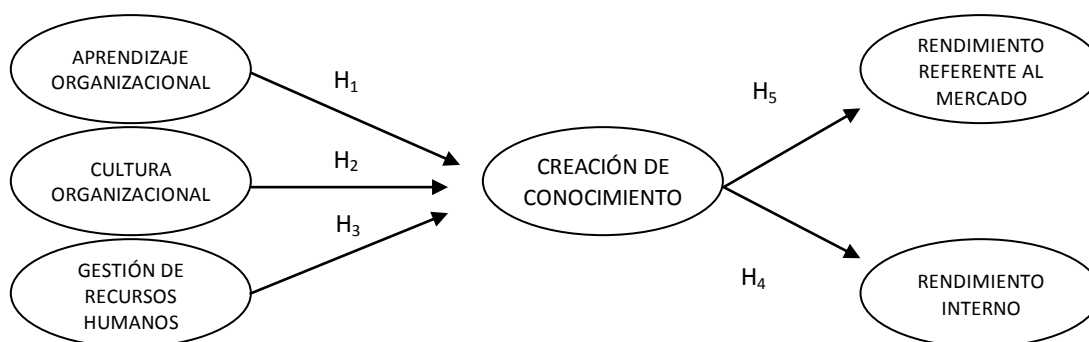 APRENDIZAJE
ORGANIZACIONAL
H1
CULTURA
ORGANIZACIONAL
H2
GESTIÓN DE
RECURSOS
HUMANOS
H3
CREACIÓN DE
CONOCIMIENTO
H5
RENDIMIENTO
REFERENTE AL
MERCADO
H4
RENDIMIENTO
INTERNO